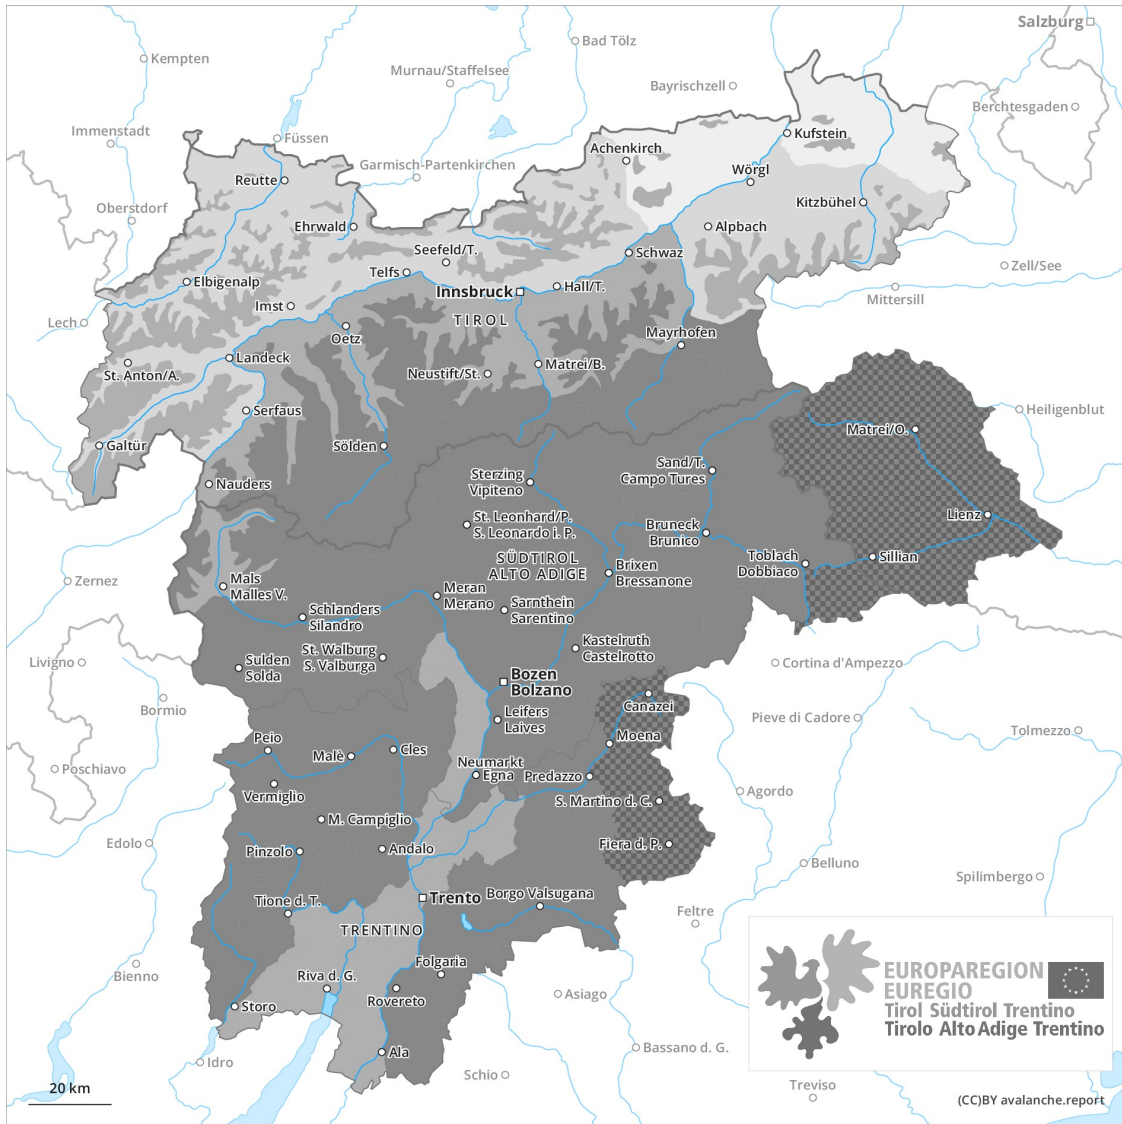 Salzburg
Bad Tölz
Kempten
Murnau/Staffelsee
Bayrischzell
Berchtesgaden
Immenstadt
Füssen
Kufstein
Achenkirch
Garmisch-Partenkirchen
Wörgl
Reutte
Kitzbühel
Oberstdorf
Ehrwald
Alpbach
Seefeld/T.
Schwaz
Telfs
Zell/See
Elbigenalp
Hall/T.
Innsbruck
Mittersill
Imst
TIROL
Lech
Oetz
Mayrhofen
Landeck
Matrei/B.
St. Anton/A.
Neustift/St.
Serfaus
Heiligenblut
Matrei/O.
Galtür
Sölden
Sand/T.
Campo Tures
Sterzing
Vipiteno
Nauders
Lienz
St. Leonhard/P.
S. Leonardo i. P.
Bruneck
Brunico
SÜDTIROL
ALTO ADIGE
Toblach
Dobbiaco
Sillian
Brixen
Bressanone
Zernez
Mals
Malles V.
Meran
Merano
Sarnthein
Sarentino
Schlanders
Silandro
Kastelruth
Castelrotto
St. Walburg
S. Valburga
Livigno
Sulden
Solda
Cortina d'Ampezzo
Bozen
Bolzano
Canazei
Bormio
Leifers
Laives
Pieve di Cadore
Tolmezzo
Moena
Peio
Malè
Cles
Neumarkt
Egna
Predazzo
Poschiavo
Vermiglio
Agordo
S. Martino d. C.
M. Campiglio
Edolo
Pinzolo
Andalo
Fiera d. P.
Belluno
Spilimbergo
Borgo Valsugana
Trento
Tione d. T.
Feltre
TRENTINO
Folgaria
Bienno
Riva d. G.
Rovereto
Asiago
Storo
Ala
Bassano d. G.
Idro
Schio
Treviso
EUROPAREGION
EUREGIO
Tirol Südtirol Trentino
Tirolo Alto Adige Trentino
20 km
(CC)BY avalanche.report